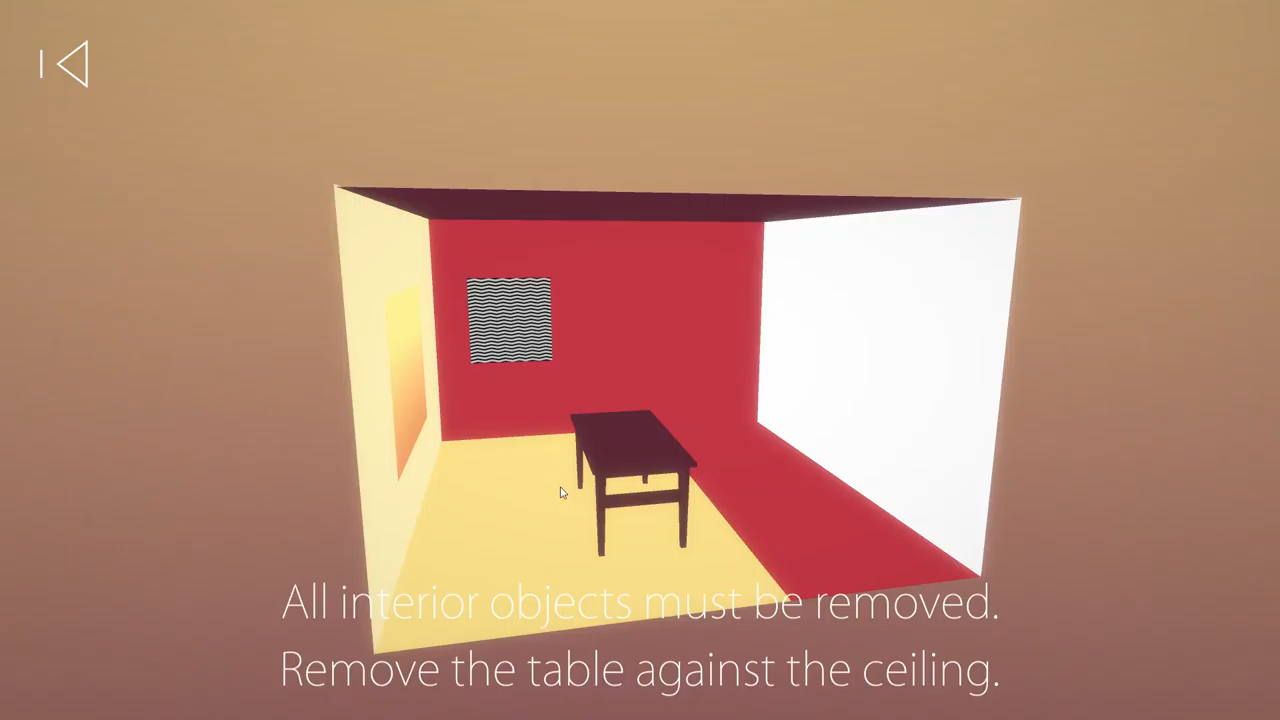 All interior objects must be removed.
Remove the table against the ceiling.